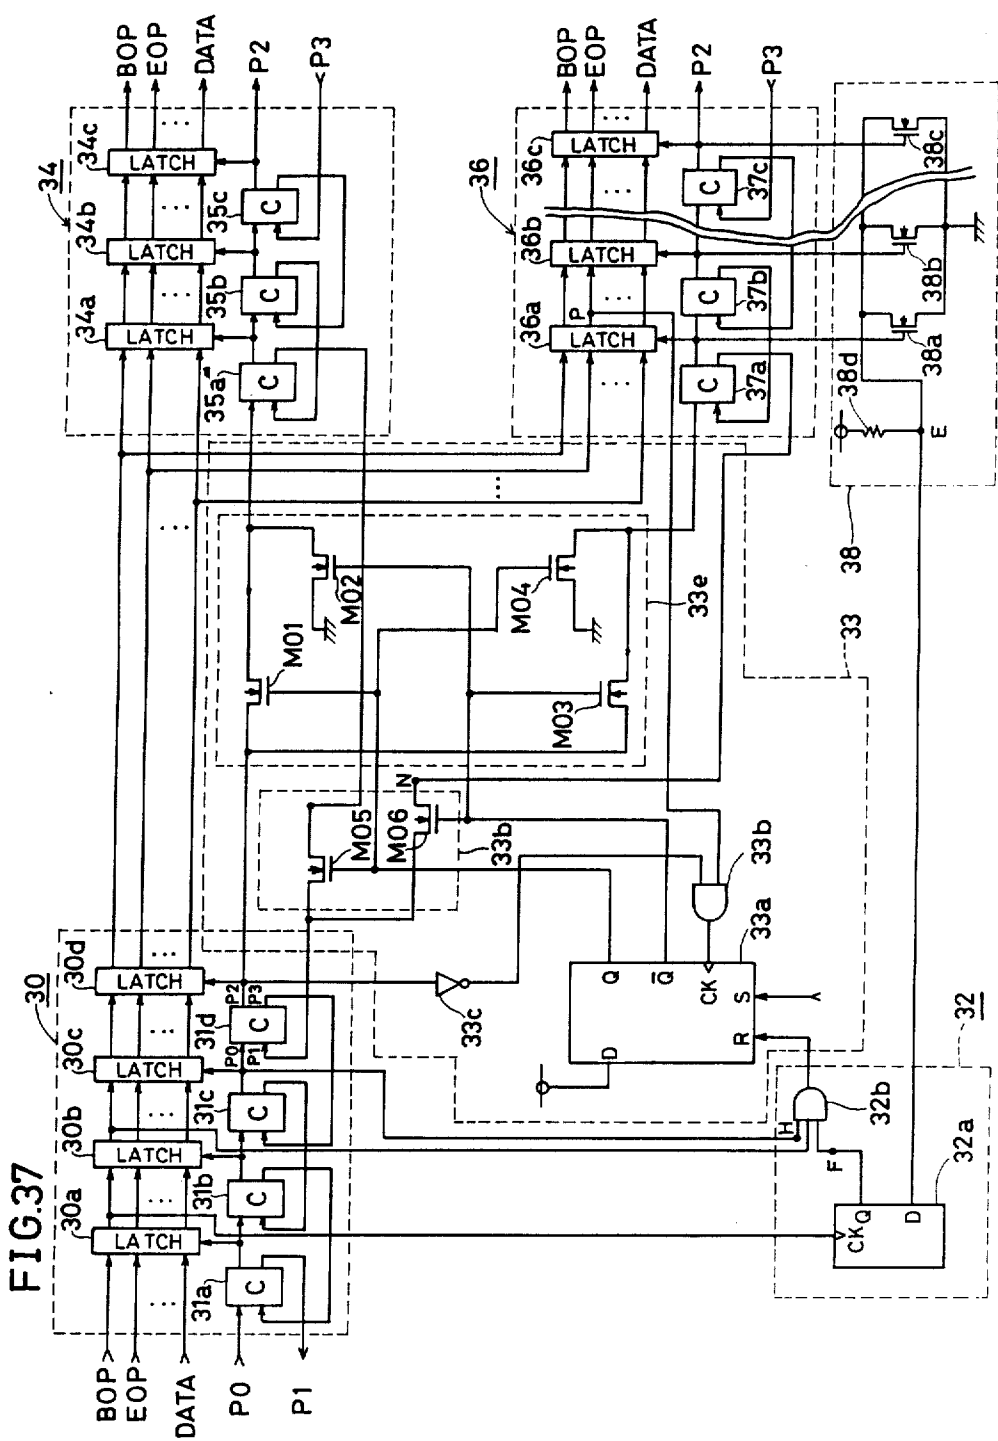 FIG.37
30
30a
30b
30c
30d
LATCH
LATCH
LATCH
LATCH
BOP
EOP
DATA
P0
P1
31a
31b
31c
31d
C
C
C
C
P0
P1
P2
P3
34
34a
34b
34c
LATCH
LATCH
LATCH
BOP
EOP
DATA
P2
P3
35a
35b
35c
C
C
C
M01
M02
M03
M04
33e
M05
M06
N
33b
33c
33b
33a
D
Q
Q̅
CK
S
R
33
36
36a
36b
36c
LATCH
LATCH
LATCH
P
BOP
EOP
DATA
P2
P3
37a
37b
37c
C
C
C
38
38a
38b
38c
38d
E
32
32a
32b
H
F
CK
Q
D